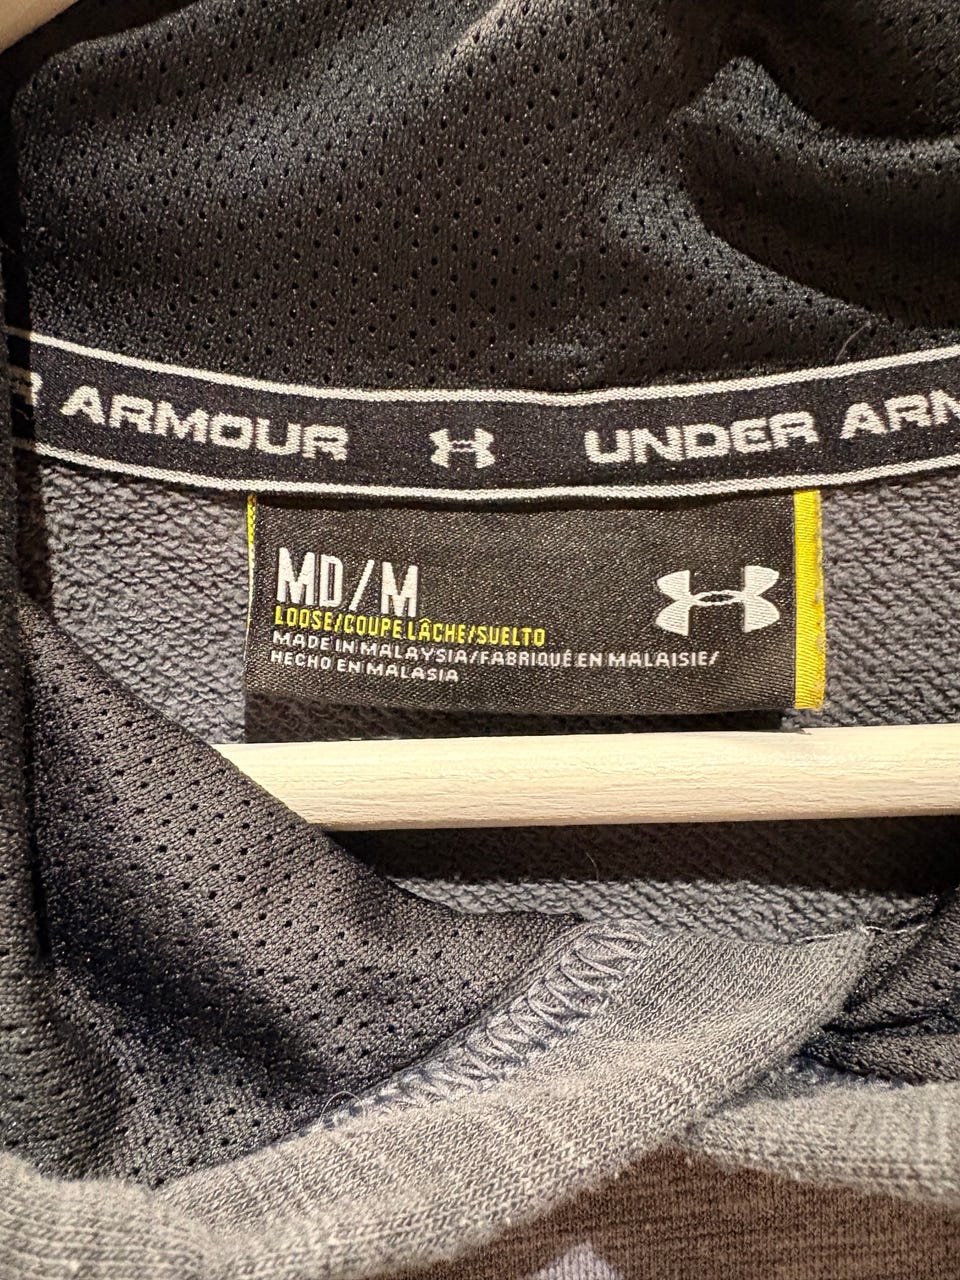 R ARMOUR UNDER ARM
MD/M
LOOSE/COUPE LÂCHE/SUELTO
MADE IN MALAYSIA/FABRIQUÉ EN MALAISIE/
HECHO EN MALASIA